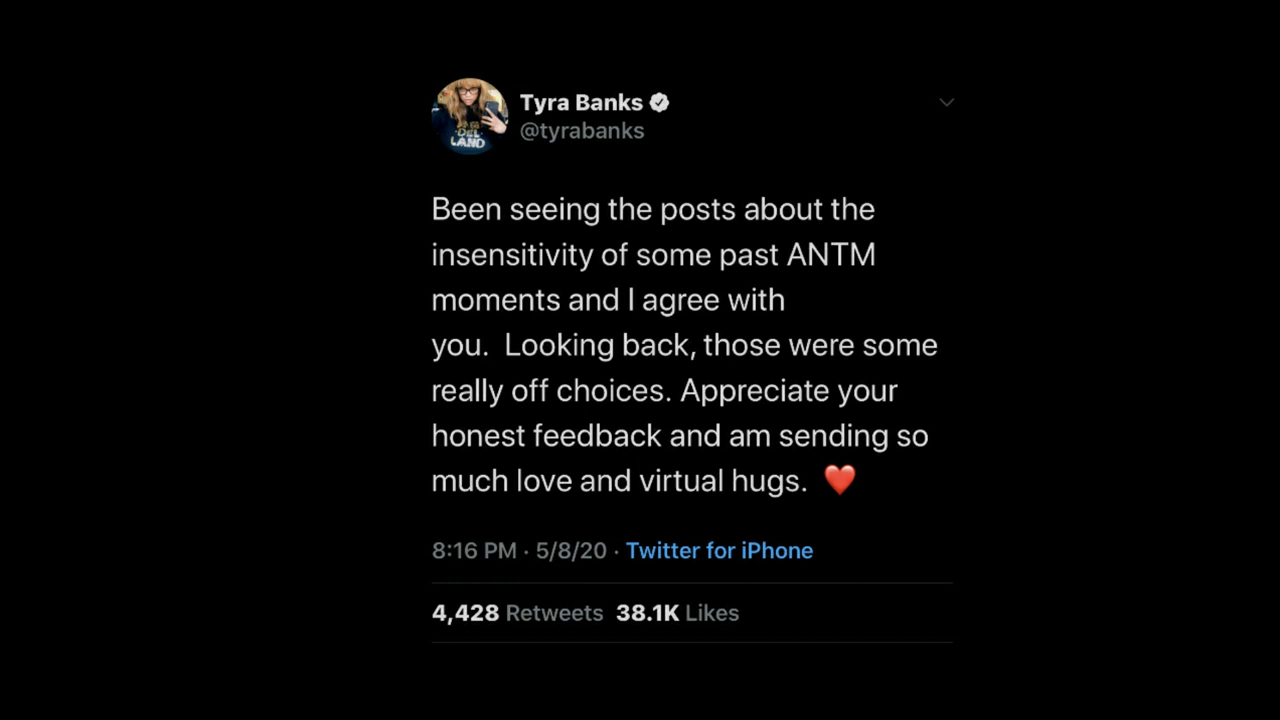 Tyra Banks
@tyrabanks
Been seeing the posts about the
insensitivity of some past ANTM
moments and I agree with
you.  Looking back, those were some
really off choices. Appreciate your
honest feedback and am sending so
much love and virtual hugs. ❤️
8:16 PM · 5/8/20 · Twitter for iPhone
4,428 Retweets 38.1K Likes